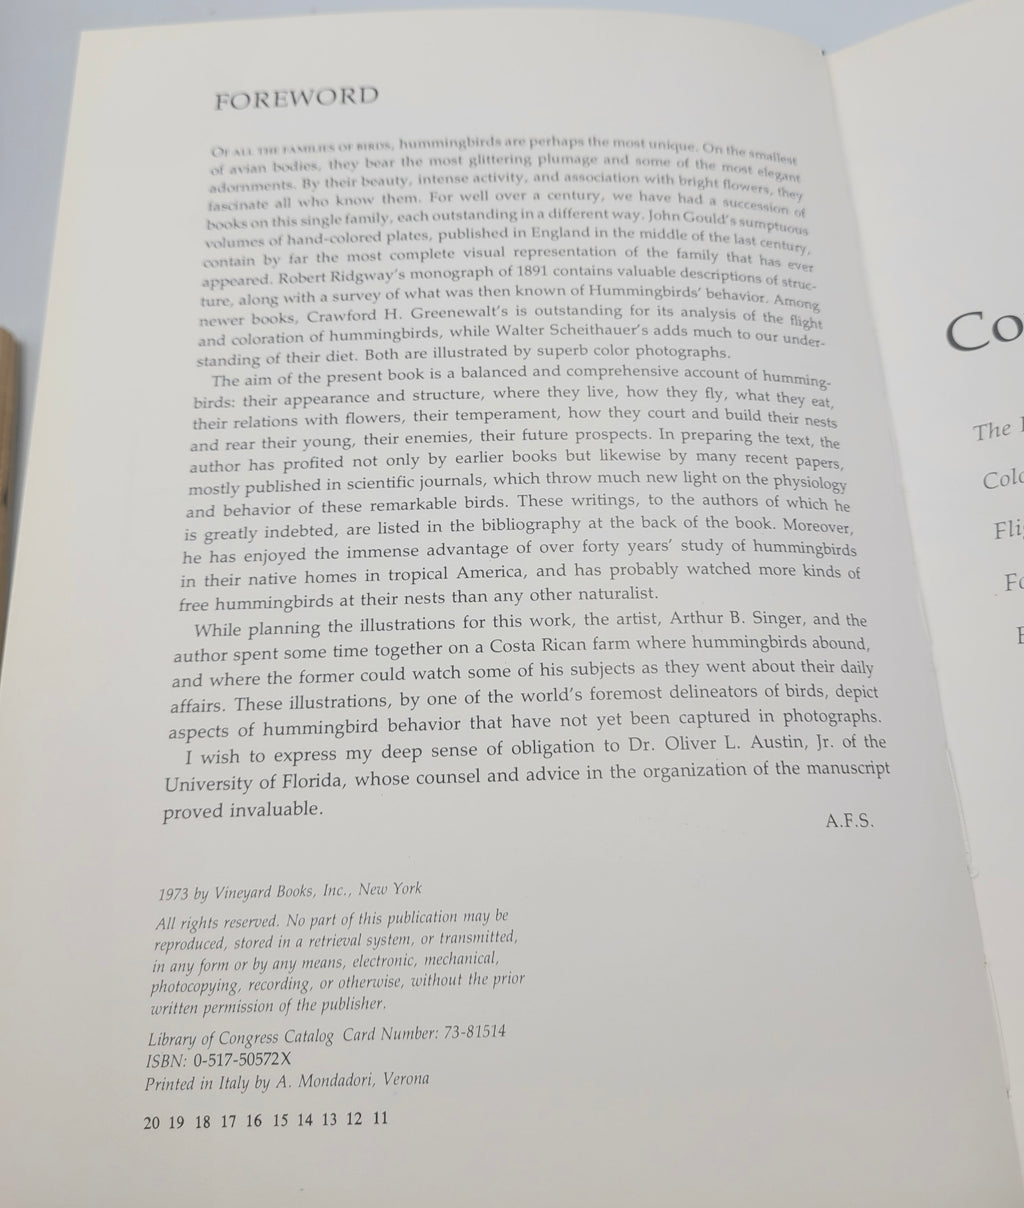 FOREWORD
OF ALL THE FAMILIES OF BIRDS, hummingbirds are perhaps the most unique. On the smallest
of avian bodies, they bear the most glittering plumage and some of the most elegant
adornments. By their beauty, intense activity, and association with bright flowers, they
fascinate all who know them. For well over a century, we have had a succession of
books on this single family, each outstanding in a different way. John Gould's sumptuous
volumes of hand-colored plates, published in England in the middle of the last century,
contain by far the most complete visual representation of the family that has ever
appeared. Robert Ridgway's monograph of 1891 contains valuable descriptions of struc-
ture, along with a survey of what was then known of Hummingbirds' behavior. Among
newer books, Crawford H. Greenewalt's is outstanding for its analysis of the flight
and coloration of hummingbirds, while Walter Scheithauer's adds much to our under-
standing of their diet. Both are illustrated by superb color photographs.
The aim of the present book is a balanced and comprehensive account of humming-
birds: their appearance and structure, where they live, how they fly, what they eat,
their relations with flowers, their temperament, how they court and build their nests
and rear their young, their enemies, their future prospects. In preparing the text, the
author has profited not only by earlier books but likewise by many recent papers,
mostly published in scientific journals, which throw much new light on the physiology
and behavior of these remarkable birds. These writings, to the authors of which he
is greatly indebted, are listed in the bibliography at the back of the book. Moreover,
he has enjoyed the immense advantage of over forty years' study of hummingbirds
in their native homes in tropical America, and has probably watched more kinds of
free hummingbirds at their nests than any other naturalist.
While planning the illustrations for this work, the artist, Arthur B. Singer, and the
author spent some time together on a Costa Rican farm where hummingbirds abound,
and where the former could watch some of his subjects as they went about their daily
affairs. These illustrations, by one of the world's foremost delineators of birds, depict
aspects of hummingbird behavior that have not yet been captured in photographs.
I wish to express my deep sense of obligation to Dr. Oliver L. Austin, Jr. of the
University of Florida, whose counsel and advice in the organization of the manuscript
proved invaluable.
A.F.S.
1973 by Vineyard Books, Inc., New York
All rights reserved. No part of this publication may be
reproduced, stored in a retrieval system, or transmitted,
in any form or by any means, electronic, mechanical,
photocopying, recording, or otherwise, without the prior
written permission of the publisher.
Library of Congress Catalog Card Number: 73-81514
ISBN: 0-517-50572X
Printed in Italy by A. Mondadori, Verona
20 19 18 17 16 15 14 13 12 11
Co
The
Colo
Fli
Fo